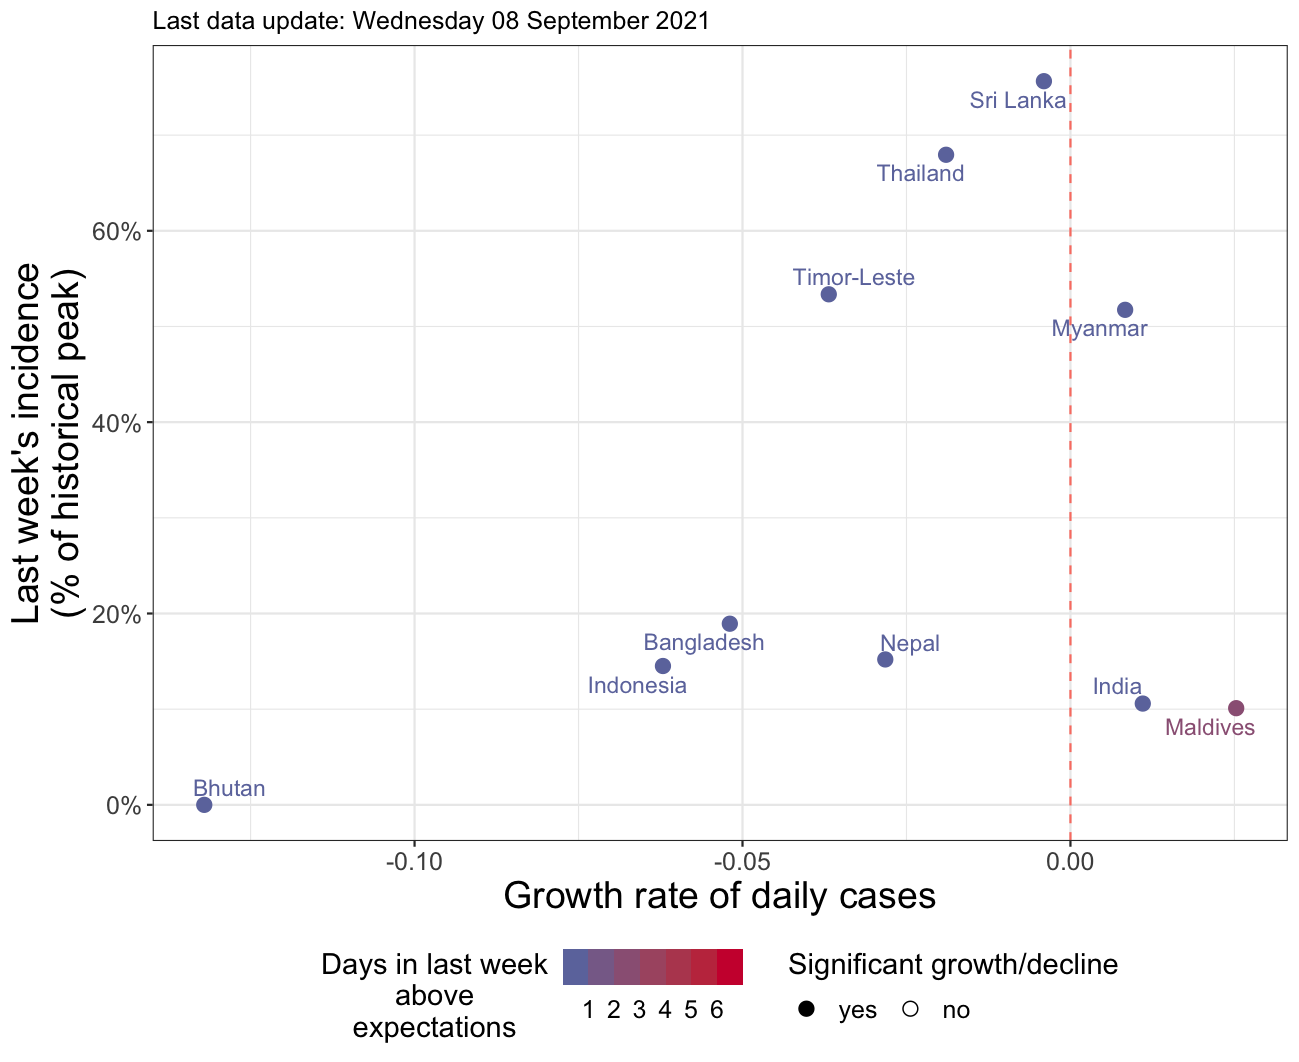 Last data update: Wednesday 08 September 2021
Sri Lanka
Thailand
60%
Timor-Leste
Myanmar
Last week's incidence
(% of historical peak)
40%
20%
Bangladesh
Nepal
Indonesia
India
Maldives
Bhutan
0%
-0.10
-0.05
0.00
Growth rate of daily cases
Days in last week
above
expectations
1 2 3 4 5 6
Significant growth/decline
yes
no